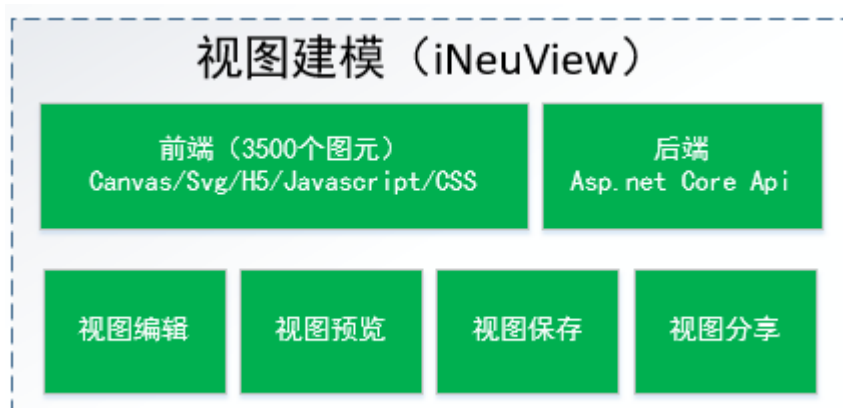 视图建模（iNeuView）
前端（3500个图元）
Canvas/Svg/H5/Javascript/CSS
后端
Asp.net Core Api
视图编辑
视图预览
视图保存
视图分享